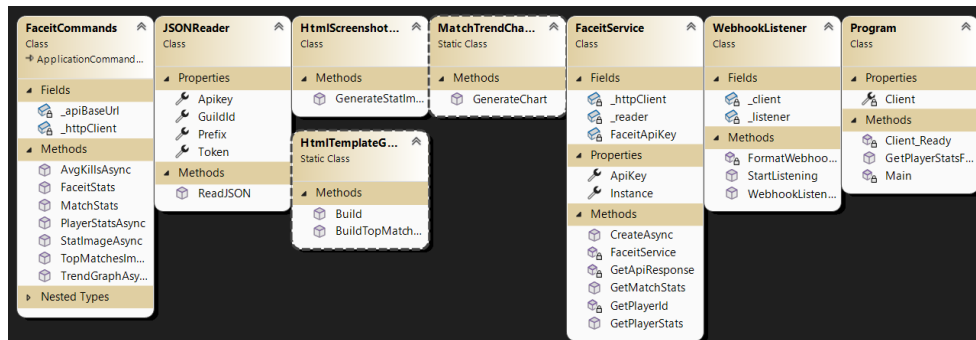 FaceitCommands
Class
ApplicationCommand...
Fields
_apiBaseUrl
_httpClient
Methods
AvgKillsAsync
FaceitStats
MatchStats
PlayerStatsAsync
StatImageAsync
TopMatchesIm...
TrendGraphAsy...
Nested Types
JSONReader
Class
Properties
Apikey
GuildId
Prefix
Token
Methods
ReadJSON
HtmlScreenshot...
Class
Methods
GenerateStatIm...
HtmlTemplateG...
Static Class
Methods
Build
BuildTopMatch...
MatchTrendCha...
Static Class
Methods
GenerateChart
FaceitService
Class
Fields
_httpClient
_reader
FaceitApiKey
Properties
ApiKey
Instance
Methods
CreateAsync
FaceitService
GetApiResponse
GetMatchStats
GetPlayerId
GetPlayerStats
WebhookListener
Class
Fields
_client
_listener
Methods
FormatWebhoo...
StartListening
WebhookListen...
Program
Class
Properties
Client
Methods
Client_Ready
GetPlayerStatsF...
Main